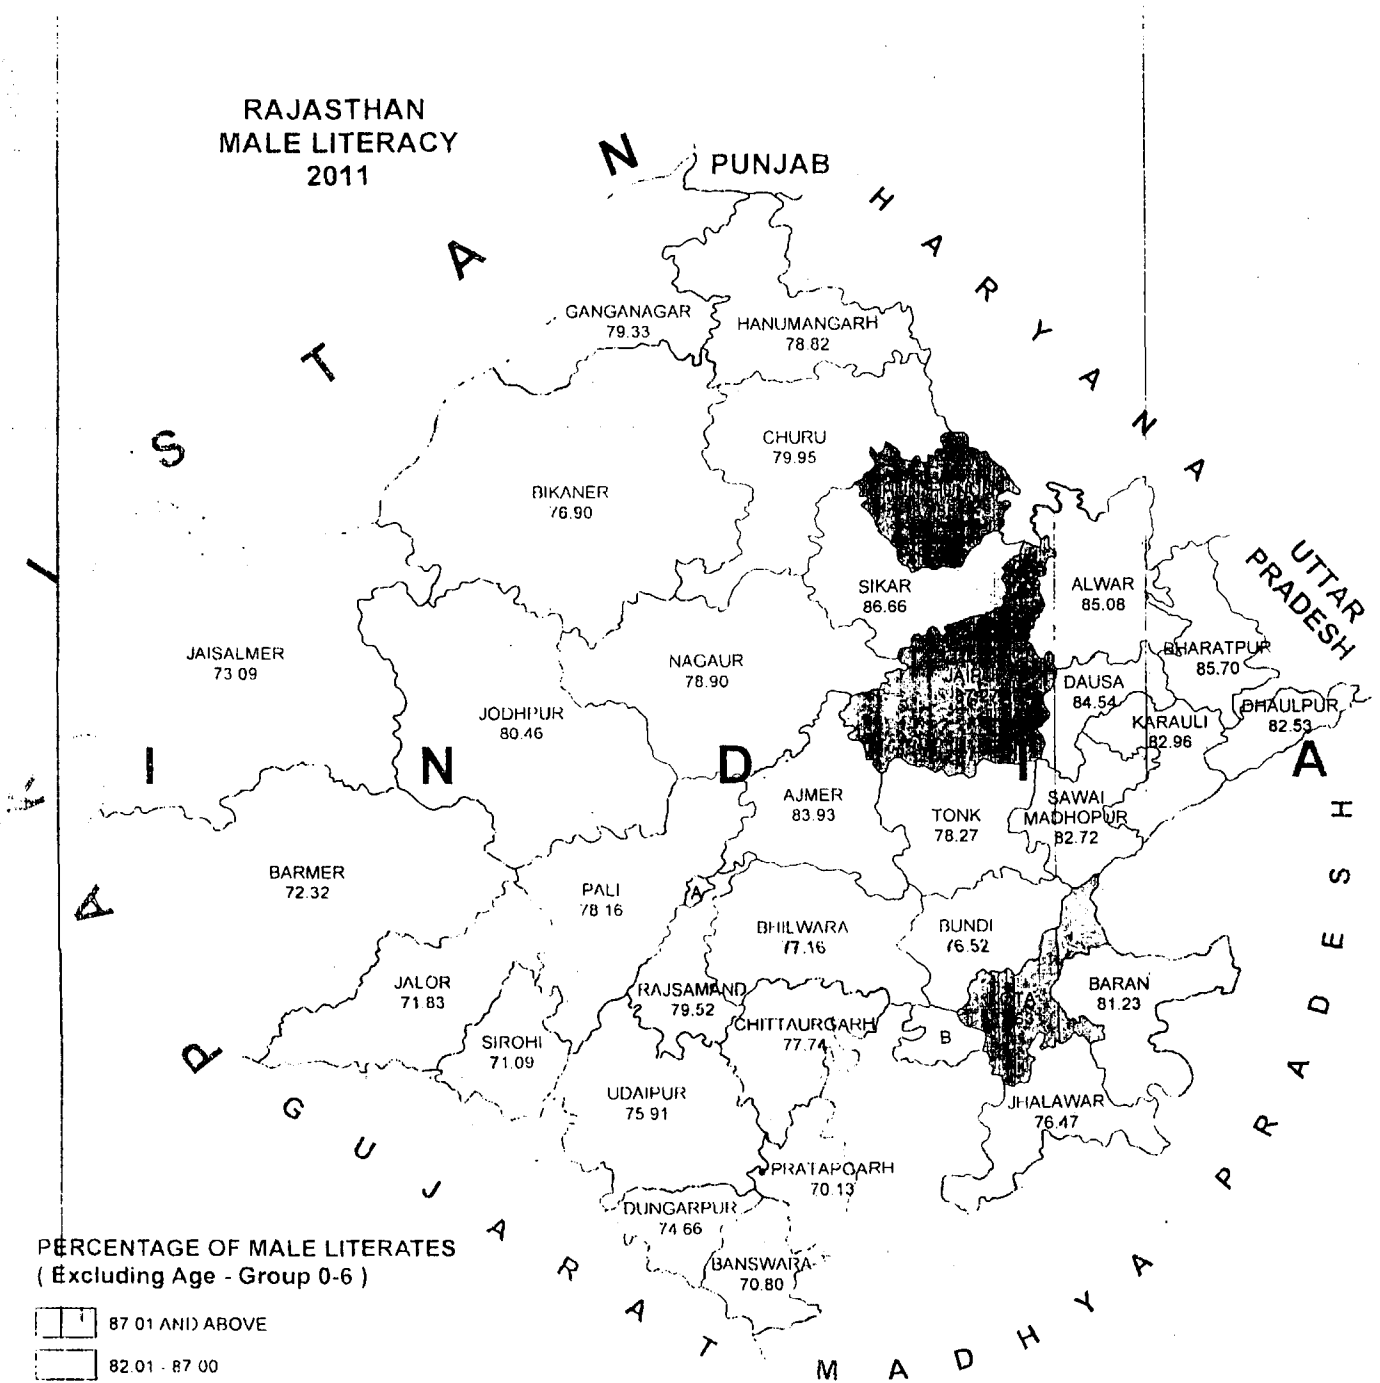 RAJASTHAN
MALE LITERACY
2011
PUNJAB
HARYANA
GANGANAGAR
79.33
HANUMANGARH
78.82
CHURU
79.95
BIKANER
76.90
SIKAR
86.66
ALWAR
85.08
UTTAR
PRADESH
JAISALMER
73 09
NAGAUR
78.90
BHARATPUR
85.70
JODHPUR
80.46
DAUSA
84.54
KARAULI
82.96
DHAULPUR
82.53
INDIA
AJMER
83.93
TONK
78.27
SAWAI
MADHOPUR
82.72
BARMER
72.32
PALI
78 16
A
BHILWARA
77.16
BUNDI
76.52
JALOR
71.83
RAJSAMAND
79.52
BARAN
81.23
CHITTAURGARH
77.74
B
SIROHI
71.09
UDAIPUR
75 91
JHALAWAR
76.47
PRATAPGARH
70.13
DUNGARPUR
74 66
BANSWARA
70.80
GUJARAT
MADHYA PRADESH
PERCENTAGE OF MALE LITERATES
( Excluding Age - Group 0-6 )
87 01 AND ABOVE
82.01 - 87 00